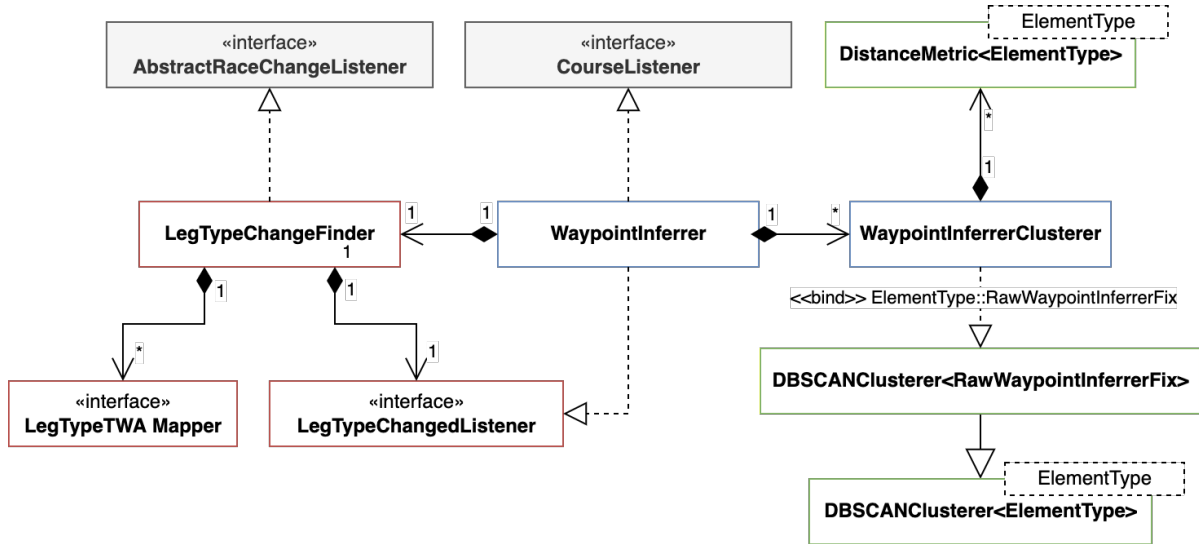 ElementType
«interface»
AbstractRaceChangeListener
«interface»
CourseListener
DistanceMetric<ElementType>
*
1
LegTypeChangeFinder
1
1
1
WaypointInferrer
1
*
WaypointInferrerClusterer
1
1
<<bind>> ElementType::RawWaypointInferrerFix
*
1
«interface»
LegTypeTWA Mapper
«interface»
LegTypeChangedListener
DBSCANClusterer<RawWaypointInferrerFix>
ElementType
DBSCANClusterer<ElementType>